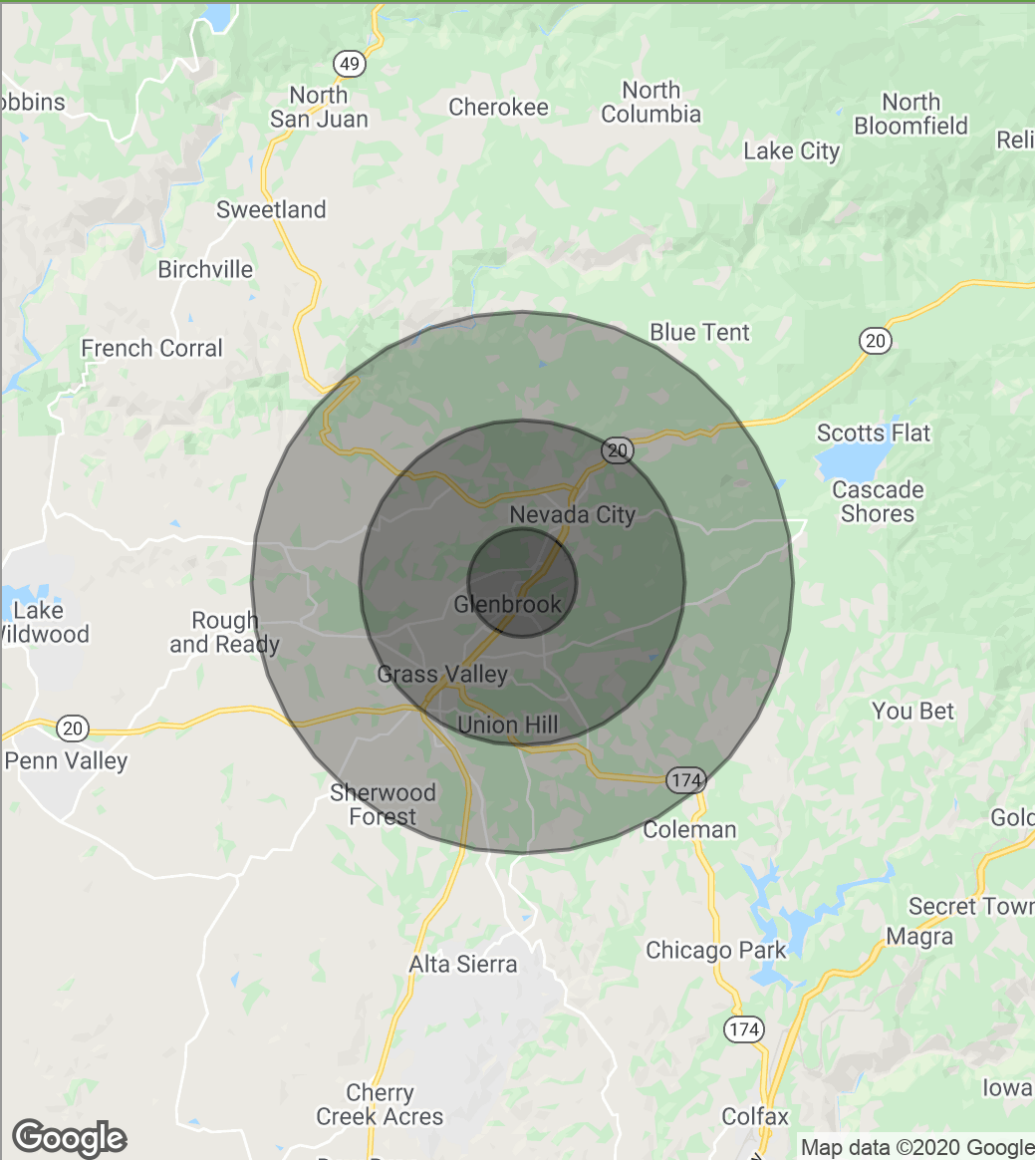 49
North
San Juan
Cherokee
North
Columbia
North
Bloomfield
obbins
Lake City
Reli
Sweetland
Birchville
French Corral
Blue Tent
20
Scotts Flat
20
Cascade
Shores
Nevada City
Lake
Wildwood
Glenbrook
Rough
and Ready
Grass Valley
You Bet
Union Hill
20
Penn Valley
174
Sherwood
Forest
Coleman
Gold
Secret Town
Magra
Chicago Park
Alta Sierra
174
Cherry
Creek Acres
Iowa
Colfax
Google
Map data ©2020 Google